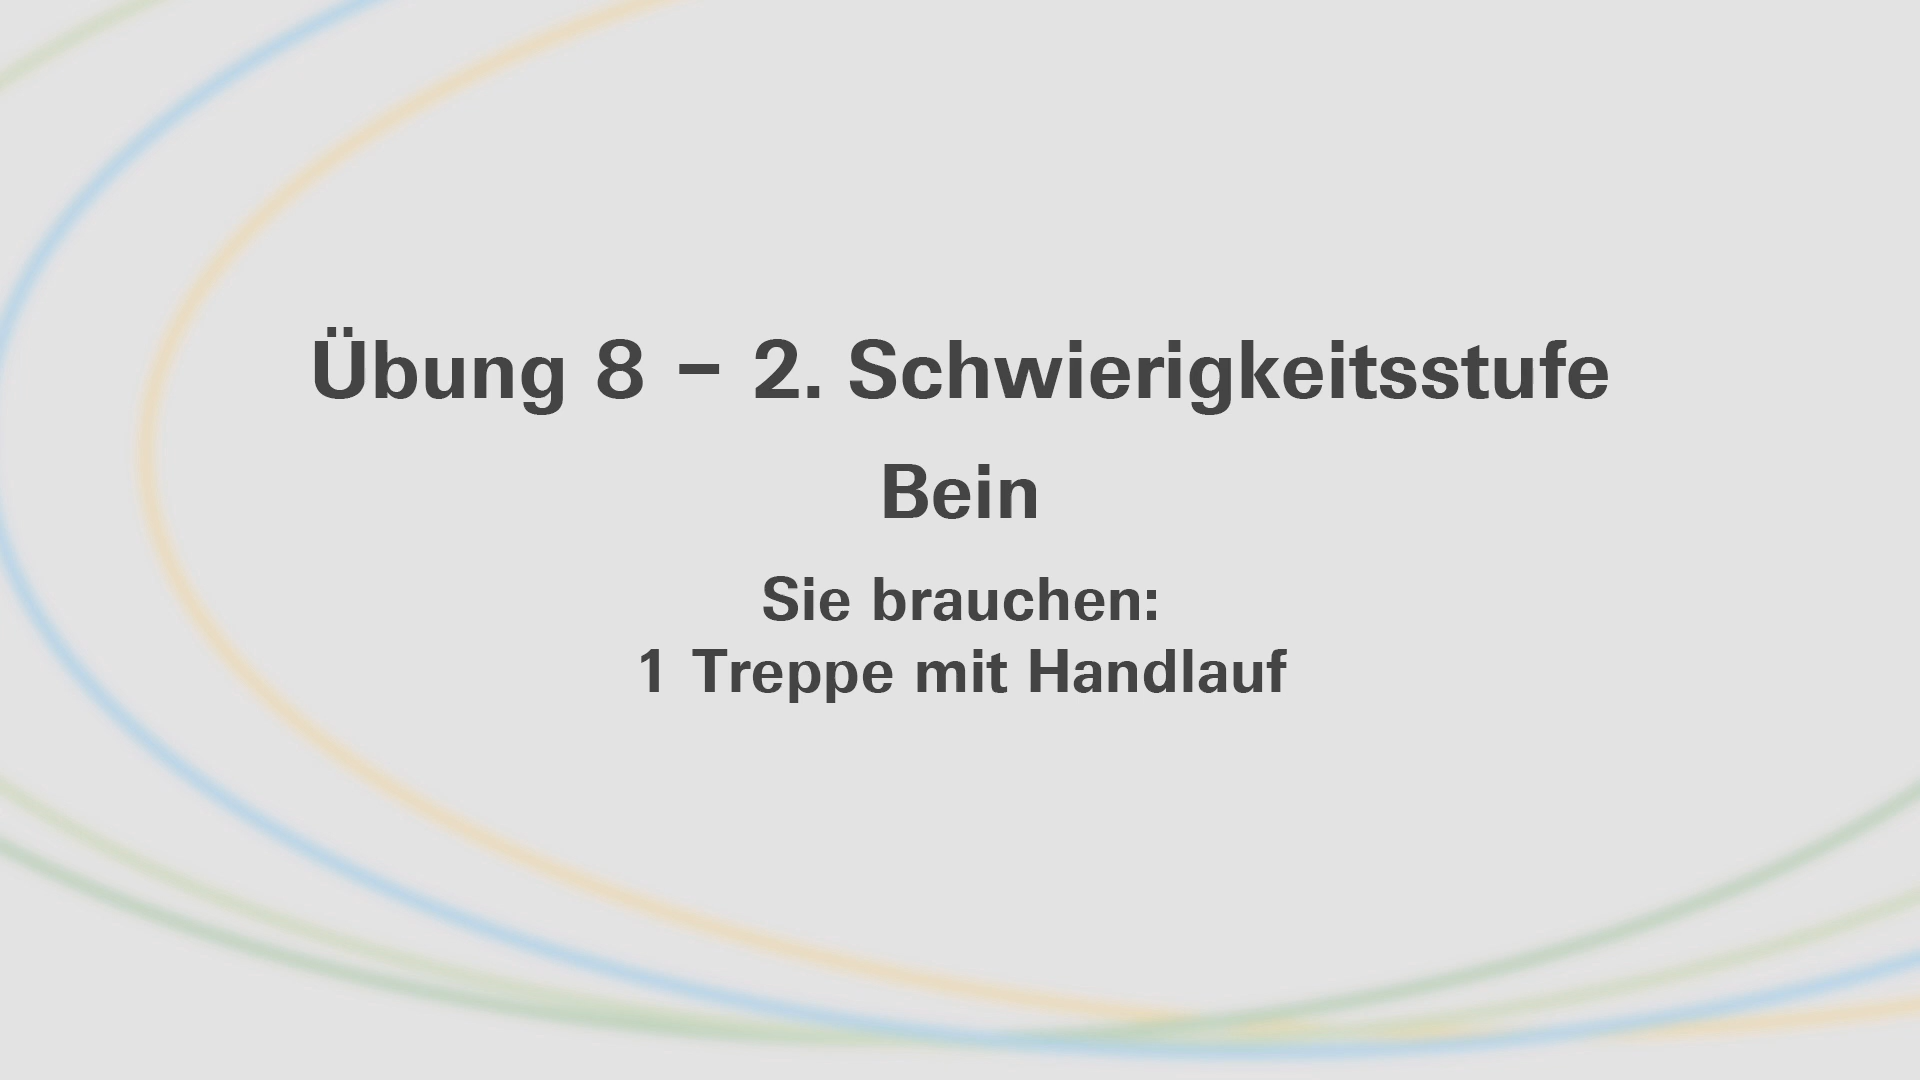 Übung 8 – 2. Schwierigkeitsstufe
Bein
Sie brauchen:
1 Treppe mit Handlauf